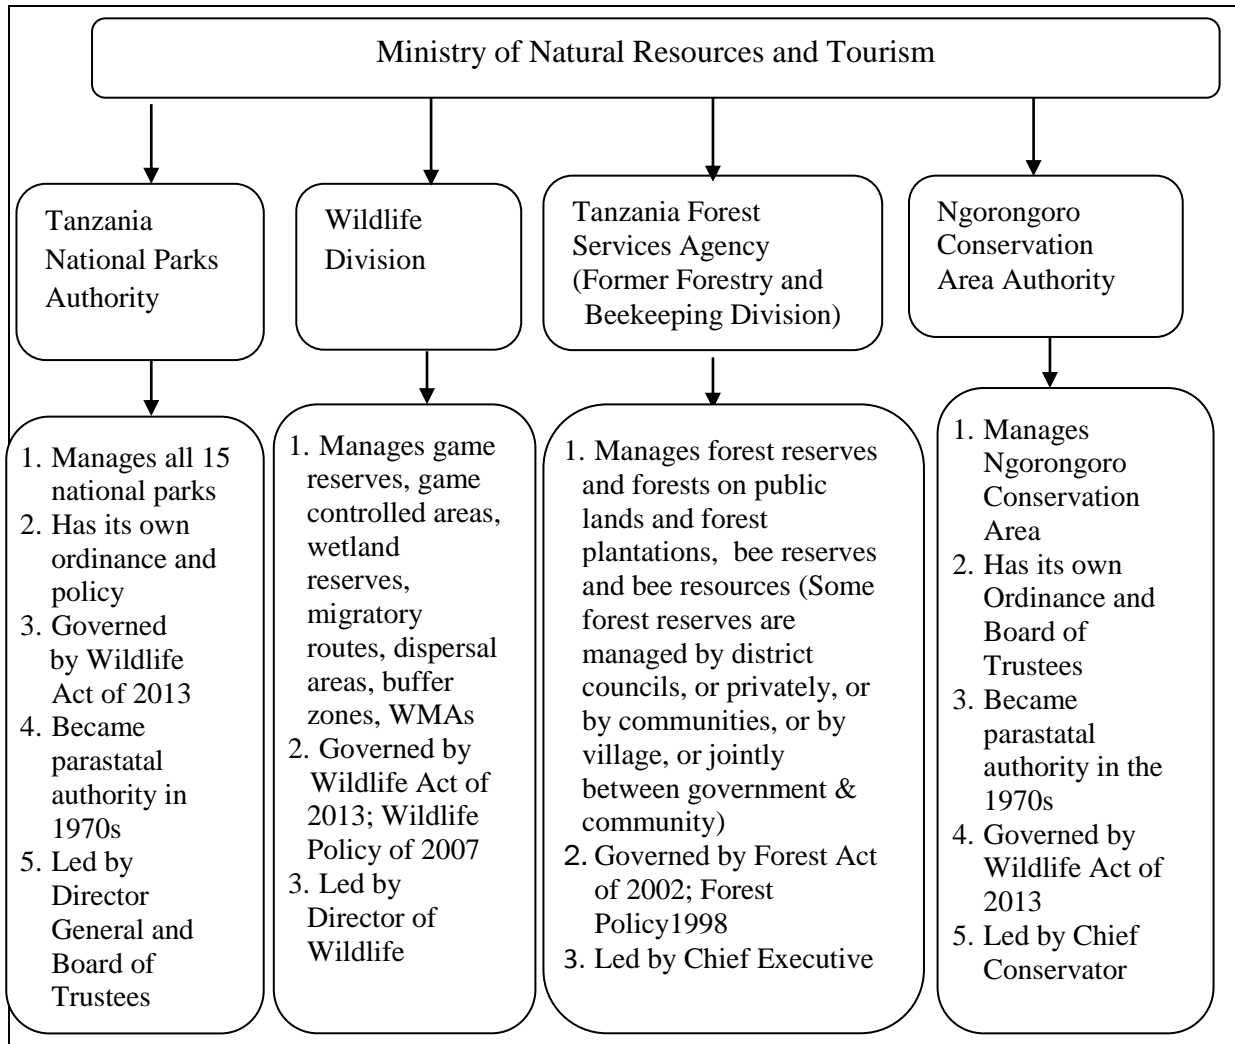 Ministry of Natural Resources and Tourism
Tanzania
National Parks
Authority
Wildlife
Division
Tanzania Forest
Services Agency
(Former Forestry and
Beekeeping Division)
Ngorongoro
Conservation
Area Authority
1. Manages all 15
national parks
2. Has its own
ordinance and
policy
3. Governed
by Wildlife
Act of 2013
4. Became
parastatal
authority in
1970s
5. Led by
Director
General and
Board of
Trustees
1. Manages game
reserves, game
controlled areas,
wetland
reserves,
migratory
routes, dispersal
areas, buffer
zones, WMAs
2. Governed by
Wildlife Act of
2013; Wildlife
Policy of 2007
3. Led by
Director of
Wildlife
1. Manages forest reserves
and forests on public
lands and forest
plantations, bee reserves
and bee resources (Some
forest reserves are
managed by district
councils, or privately, or
by communities, or by
village, or jointly
between government &
community)
2. Governed by Forest Act
of 2002; Forest
Policy1998
3. Led by Chief Executive
1. Manages
Ngorongoro
Conservation
Area
2. Has its own
Ordinance and
Board of
Trustees
3. Became
parastatal
authority in the
1970s
4. Governed by
Wildlife Act of
2013
5. Led by Chief
Conservator